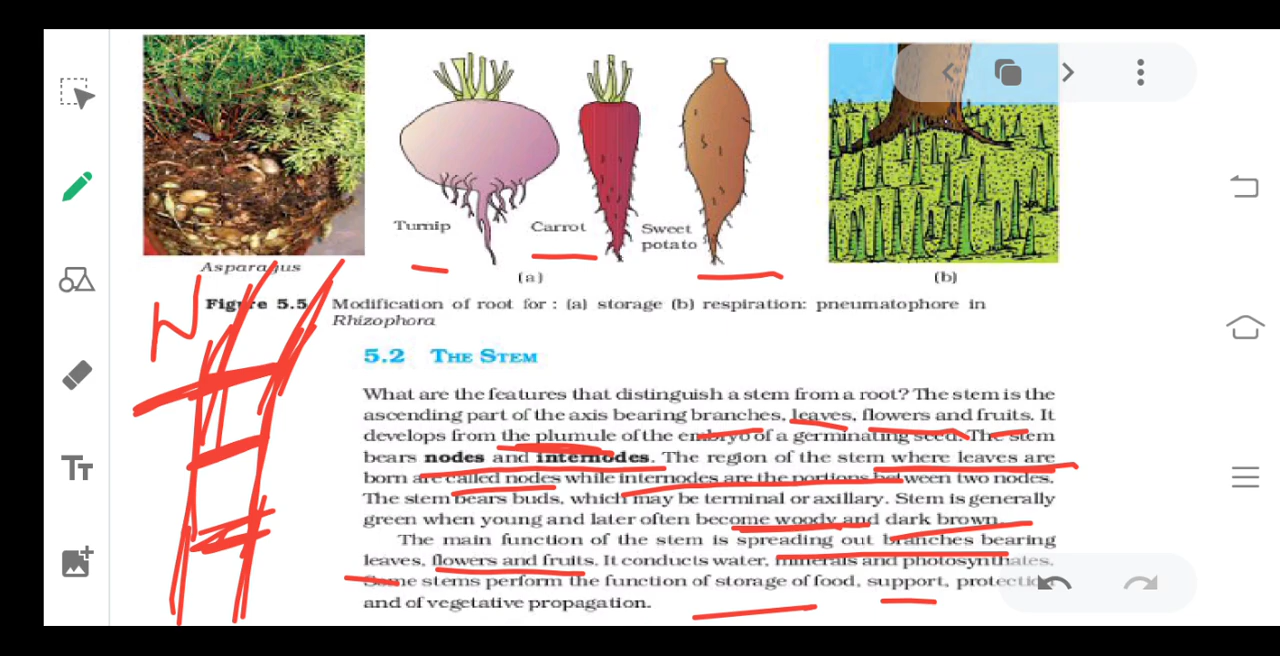 Turnip
Carrot
Sweet
potato
Asparagus
(a)
(b)
Figure 5.5 Modification of root for : (a) storage (b) respiration: pneumatophore in
Rhizophora
N
5.2 THE STEM
What are the features that distinguish a stem from a root? The stem is the
ascending part of the axis bearing branches, leaves, flowers and fruits. It
develops from the plumule of the embryo of a germinating seed. The stem
bears nodes and internodes. The region of the stem where leaves are
born are called nodes while internodes are the portions between two nodes.
The stem bears buds, which may be terminal or axillary. Stem is generally
green when young and later often become woody and dark brown.
The main function of the stem is spreading out branches bearing
leaves, flowers and fruits. It conducts water, minerals and photosynthates.
Some stems perform the function of storage of food, support, protection
and of vegetative propagation.
TT